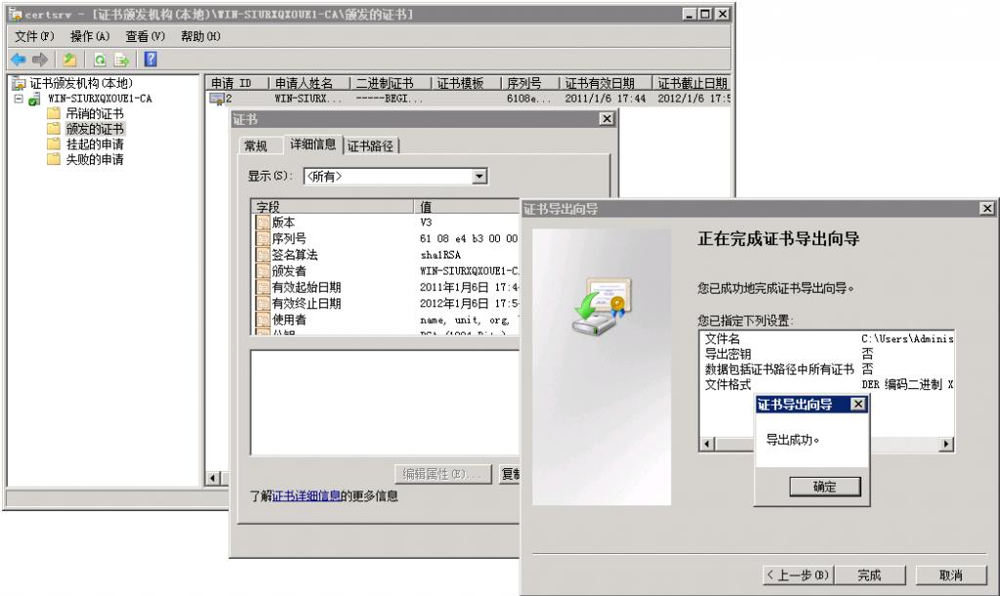 certsrv - [证书颁发机构(本地)\WIN-SIURXQXOUE1-CA\颁发的证书]
文件(F) 操作(A) 查看(V) 帮助(H)
证书颁发机构(本地)
WIN-SIURXQXOUE1-CA
吊销的证书
颁发的证书
挂起的申请
失败的申请
申请 ID 申请人姓名 二进制证书 证书模板 序列号 证书有效日期 证书截止日期
2 WIN-SIURX... -----BEGI... 6108e... 2011/1/6 17:44 2012/1/6 17:5
证书
常规 详细信息 证书路径
显示(S): <所有>
字段 值
版本 V3
序列号 61 08 e4 b3 00 00
签名算法 sha1RSA
颁发者 WIN-SIURXQXOUE1-C
有效起始日期 2011年1月6日 17:4
有效终止日期 2012年1月6日 17:5
使用者 name, unit, org,
公钥 RSA (1024 Bits)
编辑属性(E)... 复制
了解证书详细信息的更多信息
证书导出向导
正在完成证书导出向导
您已成功地完成证书导出向导。
您已指定下列设置:
文件名 C:\Users\Adminis
导出密钥 否
数据包括证书路径中所有证书 否
文件格式 DER 编码二进制 X
证书导出向导
导出成功。
确定
< 上一步(B) 完成 取消